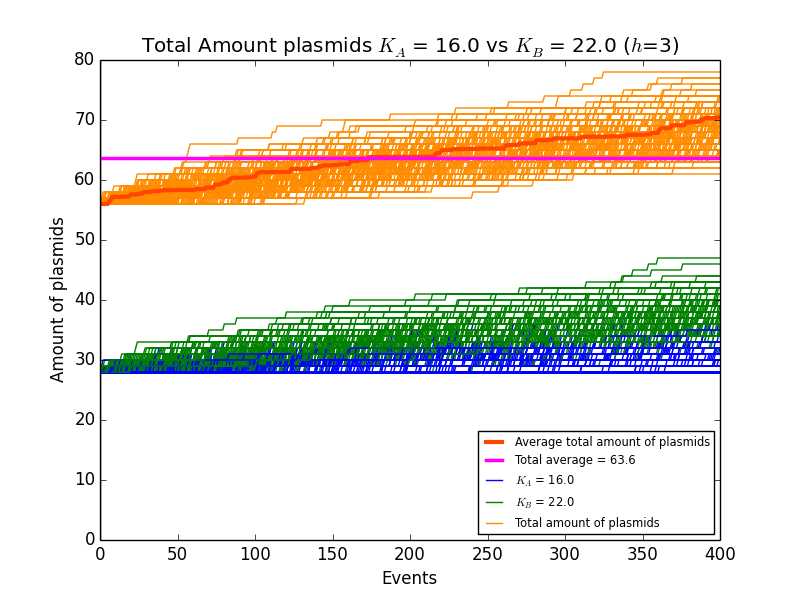 Total Amount plasmids K_A = 16.0 vs K_B = 22.0 (h=3)
80
70
60
50
40
30
20
10
0
Amount of plasmids
Average total amount of plasmids
Total average = 63.6
K_A = 16.0
K_B = 22.0
Total amount of plasmids
0 50 100 150 200 250 300 350 400
Events